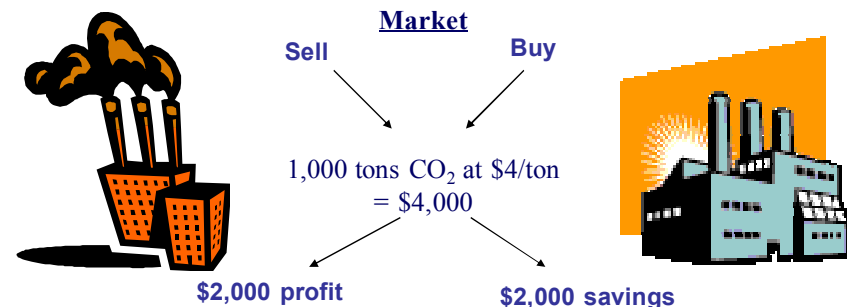 Market
Sell
Buy
1,000 tons CO₂ at $4/ton
= $4,000
$2,000 profit
$2,000 savings